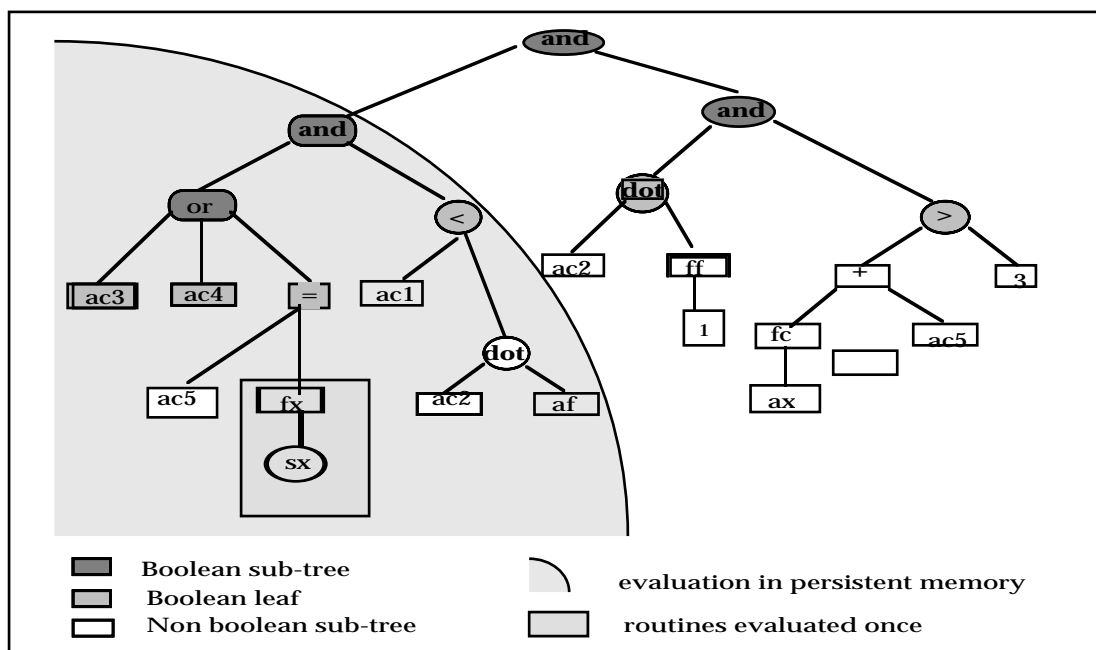 and
and
and
dot
or
<
>
ac2
ff
+
3
ac3
ac4
=
ac1
1
fc
ac5
dot
ac5
fx
ac2
af
ax
sx
Boolean sub-tree
evaluation in persistent memory
Boolean leaf
Non boolean sub-tree
routines evaluated once